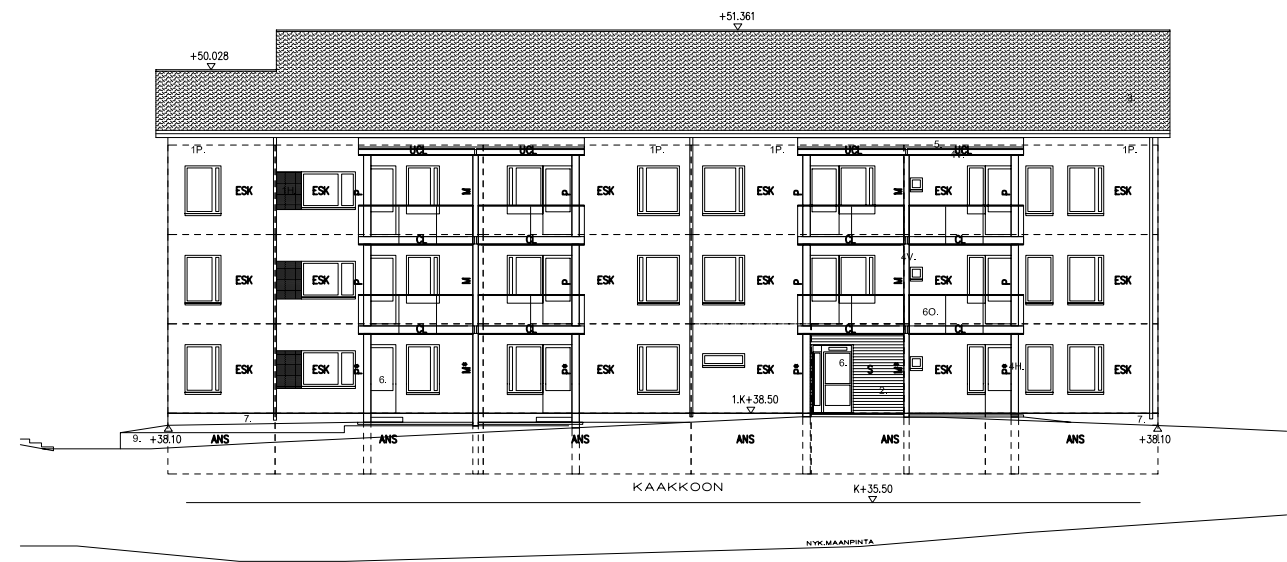 +51.361
+50.028
3.
1P. UCL UCL 1P. 1P. UCL 5. UCL 1P.
ESK 1H. ESK P M P ESK ESK P M ESK P ESK
CL CL CL CL
4V.
ESK ESK P M P ESK ESK P M ESK P ESK
6O.
CL CL CL CL
ESK ESK P* 6. M* P* ESK ESK P* 6. S M* ESK P* 4H. ESK
2.
1.K+38.50
7. 7.
9. +38.10 ANS ANS ANS ANS ANS ANS +38.10
KAAKKOON K+35.50
NYK.MAANPINTA